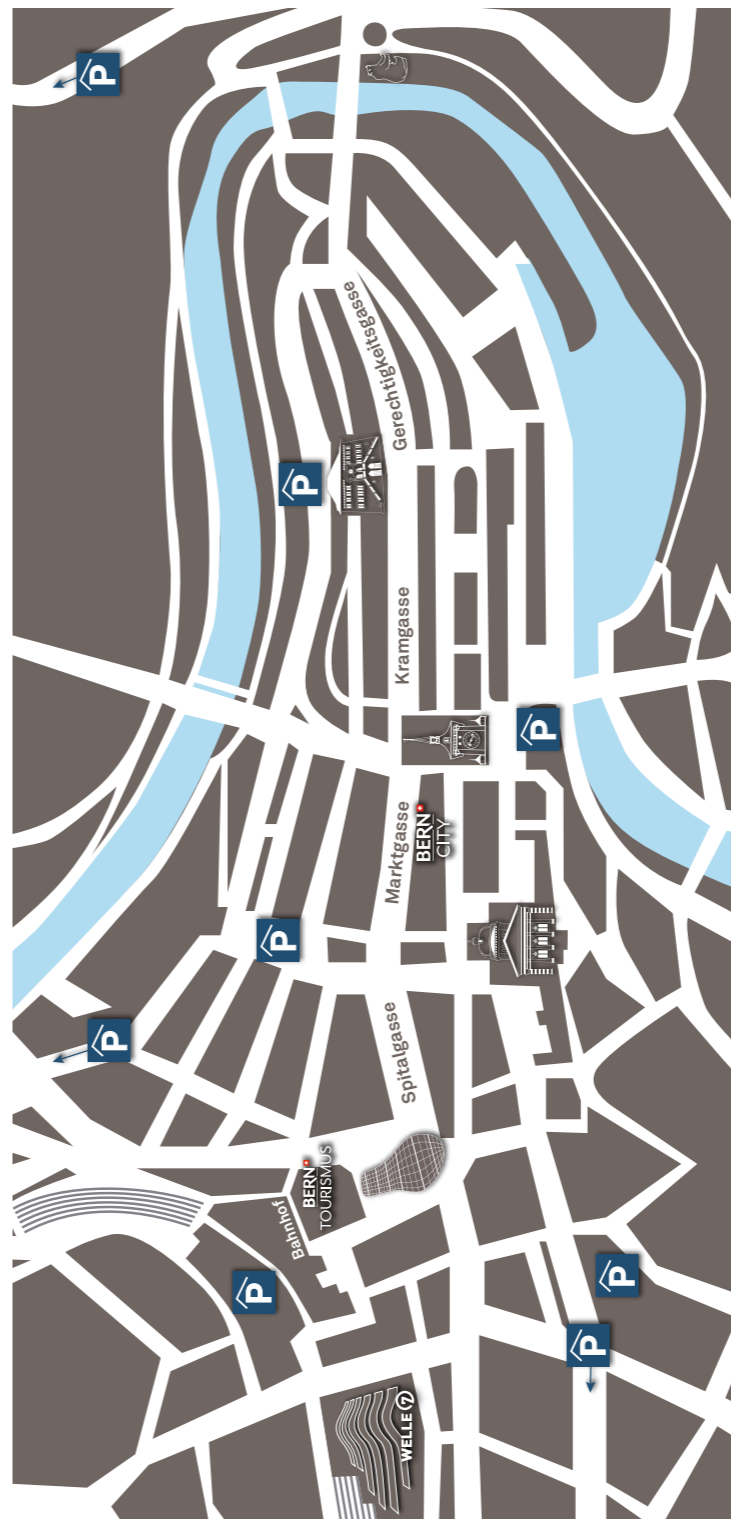 P
Gerechtigkeitsgasse
P
Kramgasse
P
Marktgasse
BERN
CITY
P
Spitalgasse
P
BERN
TOURISMUS
Bahnhof
P
P
P
WELLE 7